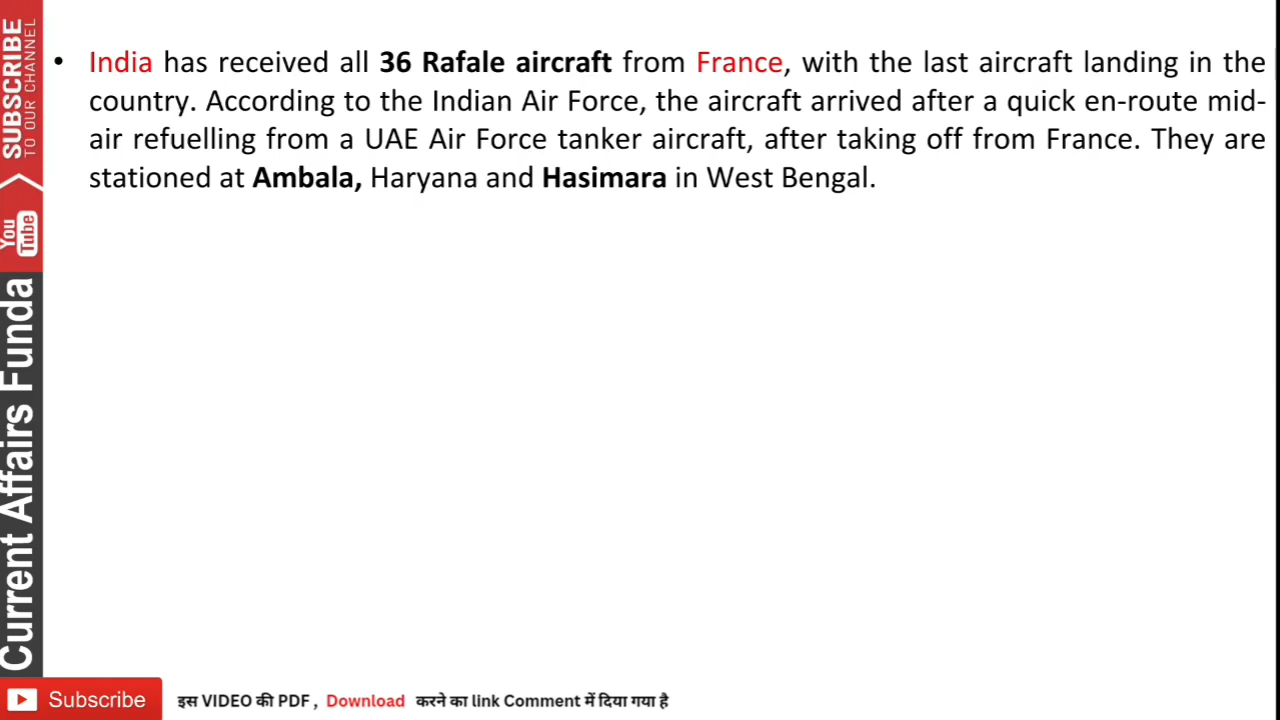 • India has received all 36 Rafale aircraft from France, with the last aircraft landing in the
country. According to the Indian Air Force, the aircraft arrived after a quick en-route mid-
air refuelling from a UAE Air Force tanker aircraft, after taking off from France. They are
stationed at Ambala, Haryana and Hasimara in West Bengal.
SUBSCRIBE
TO OUR CHANNEL
You Tube
Current Affairs Funda
Subscribe
इस VIDEO की PDF , Download करने का link Comment में दिया गया है